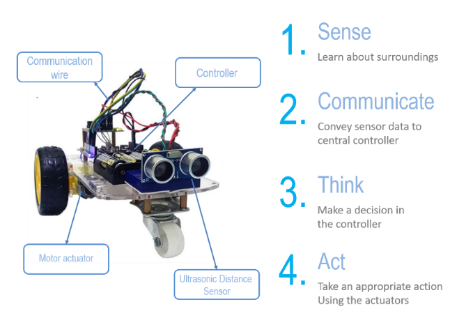 Communication
wire
Controller
Motor actuator
Ultrasonic Distance
Sensor
1. Sense
Learn about surroundings
2. Communicate
Convey sensor data to
central controller
3. Think
Make a decision in
the controller
4. Act
Take an appropriate action
Using the actuators